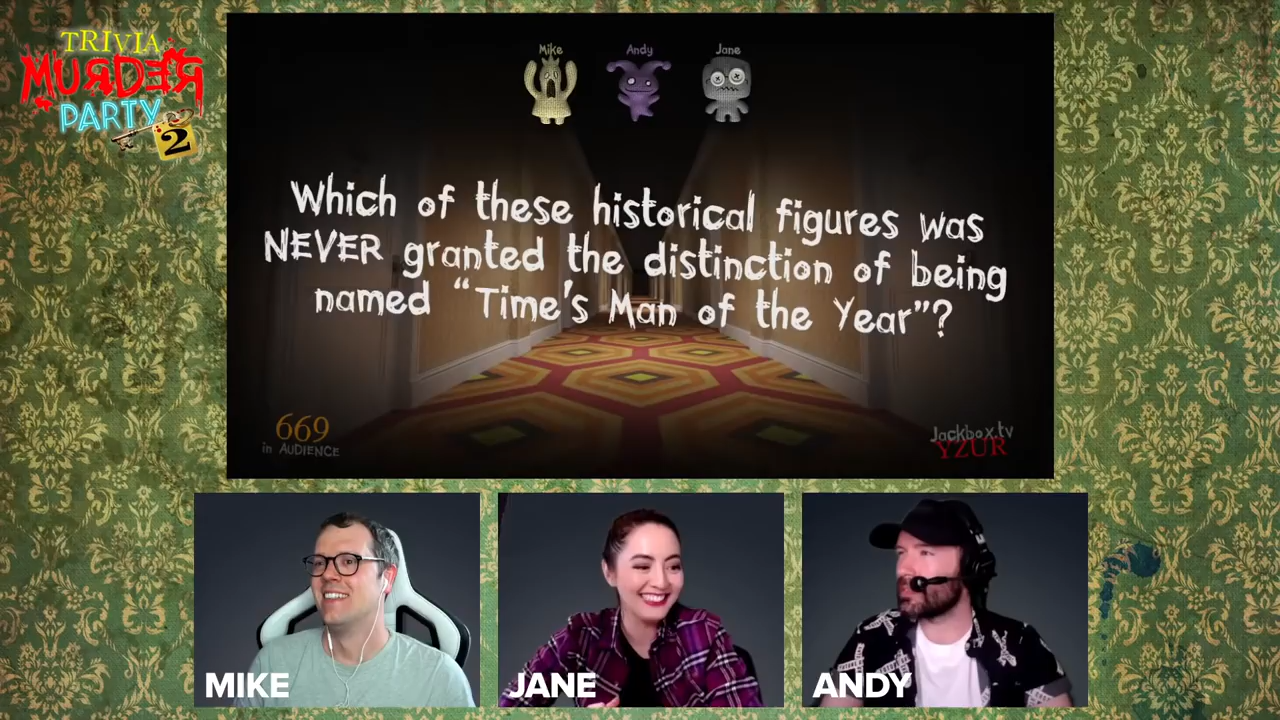 TRIVIA
MURDER
PARTY
2
Mike
Andy
Jane
Which of these historical figures was
NEVER granted the distinction of being
named “Time's Man of the Year”?
669
in AUDIENCE
Jackbox.tv
YZUR
MIKE
JANE
ANDY